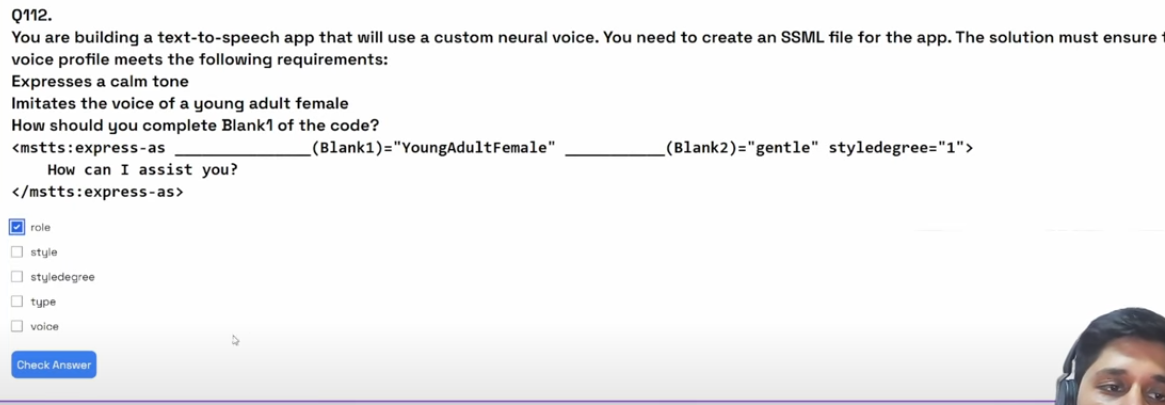 Q112.
You are building a text-to-speech app that will use a custom neural voice. You need to create an SSML file for the app. The solution must ensure
voice profile meets the following requirements:
Expresses a calm tone
Imitates the voice of a young adult female
How should you complete Blank1 of the code?
<mstts:express-as _______________(Blank1)="YoungAdultFemale" ___________(Blank2)="gentle" styledegree="1">
How can I assist you?
</mstts:express-as>
role
style
styledegree
type
voice
Check Answer